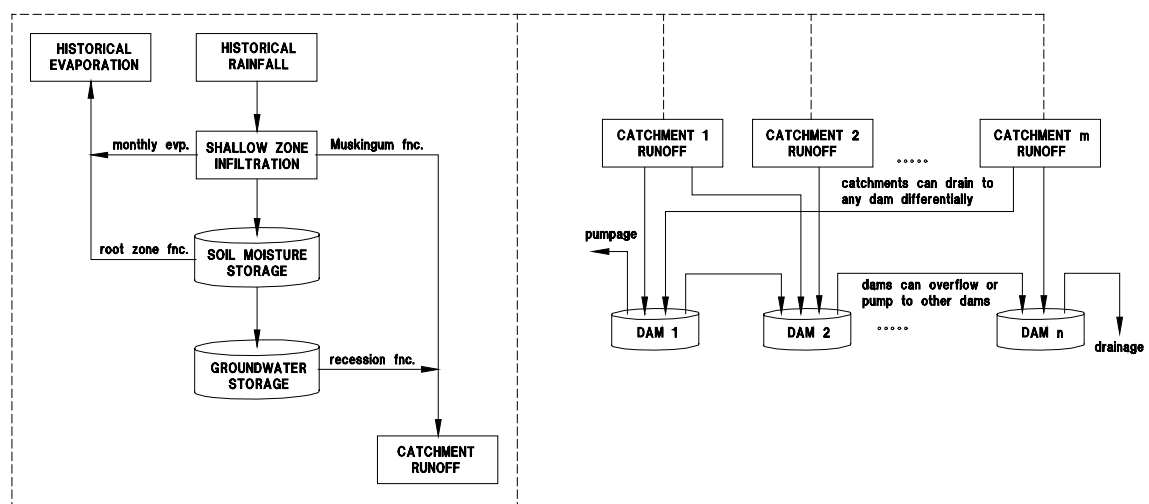 HISTORICAL
EVAPORATION
HISTORICAL
RAINFALL
monthly evp.
SHALLOW ZONE
INFILTRATION
Muskingum fnc.
root zone fnc.
SOIL MOISTURE
STORAGE
GROUNDWATER
STORAGE
recession fnc.
CATCHMENT
RUNOFF
CATCHMENT 1
RUNOFF
CATCHMENT 2
RUNOFF
CATCHMENT m
RUNOFF
catchments can drain to
any dam differentially
pumpage
dams can overflow or
pump to other dams
DAM 1
DAM 2
DAM n
drainage